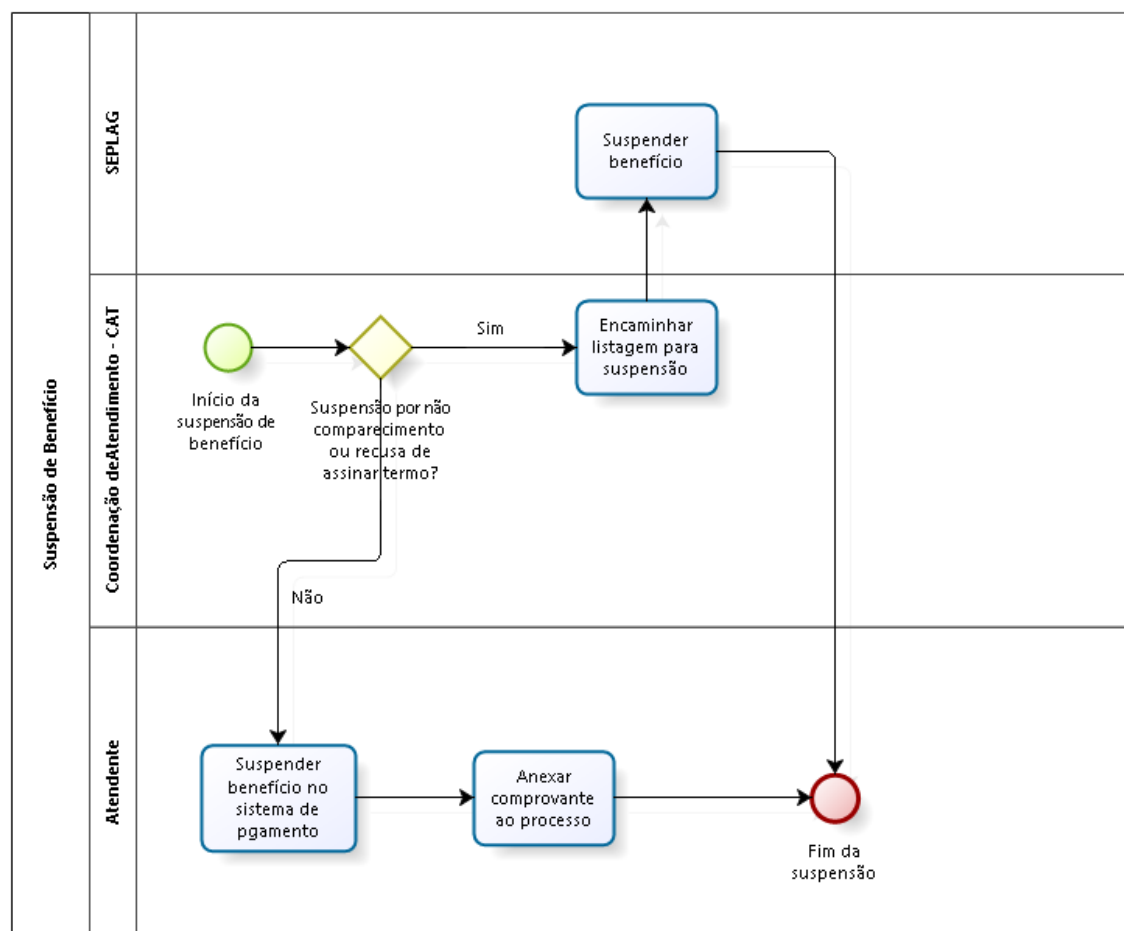 Suspensão de Benefício
SEPLAG
Suspender
benefício
Coordenação deAtendimento - CAT
Início da
suspensão de
benefício
Suspensão por não
comparecimento
ou recusa de
assinar termo?
Sim
Encaminhar
listagem para
suspensão
Não
Atendente
Suspender
benefício no
sistema de
pgamento
Anexar
comprovante
ao processo
Fim da
suspensão